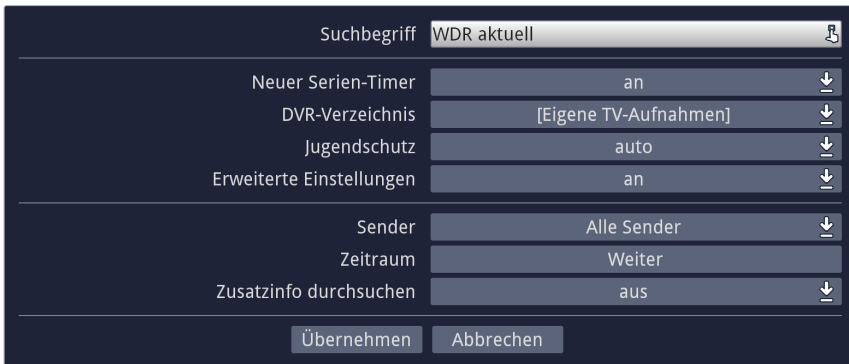 Suchbegriff WDR aktuell
Neuer Serien-Timer an
DVR-Verzeichnis [Eigene TV-Aufnahmen]
Jugendschutz auto
Erweiterte Einstellungen an
Sender Alle Sender
Zeitraum Weiter
Zusatzinfo durchsuchen aus
Übernehmen Abbrechen